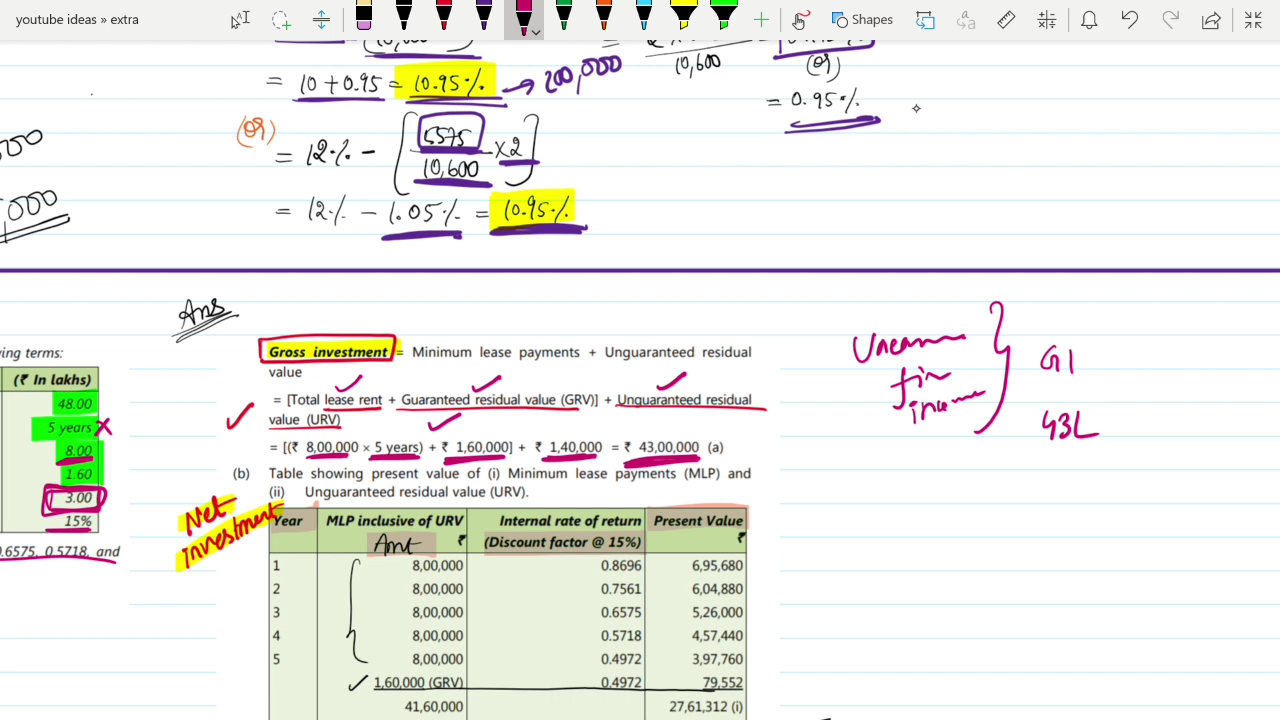 youtube ideas » extra
Shapes
= 10 + 0.95 = 10.95% → 200,000
10,600
(or)
= 0.95%
(or)
= 12% - [5575 / 10,600 × 2]
= 12% - 1.05% = 10.95%
Ans
ving terms:
(₹ In lakhs)
48.00
5 years ×
8.00
1.60
3.00
15%
0.6575, 0.5718, and
Gross investment = Minimum lease payments + Unguaranteed residual
value
= [Total lease rent + Guaranteed residual value (GRV)] + Unguaranteed residual
value (URV)
= [(₹ 8,00,000 × 5 years) + ₹ 1,60,000] + ₹ 1,40,000 = ₹ 43,00,000 (a)
(b) Table showing present value of (i) Minimum lease payments (MLP) and
(ii) Unguaranteed residual value (URV).
Net
investment
Year MLP inclusive of URV Internal rate of return Present Value
Amt ₹ (Discount factor @ 15%) ₹
1 8,00,000 0.8696 6,95,680
2 8,00,000 0.7561 6,04,880
3 8,00,000 0.6575 5,26,000
4 8,00,000 0.5718 4,57,440
5 8,00,000 0.4972 3,97,760
1,60,000 (GRV) 0.4972 79,552
41,60,000 27,61,312 (i)
fin
income
GI
43L